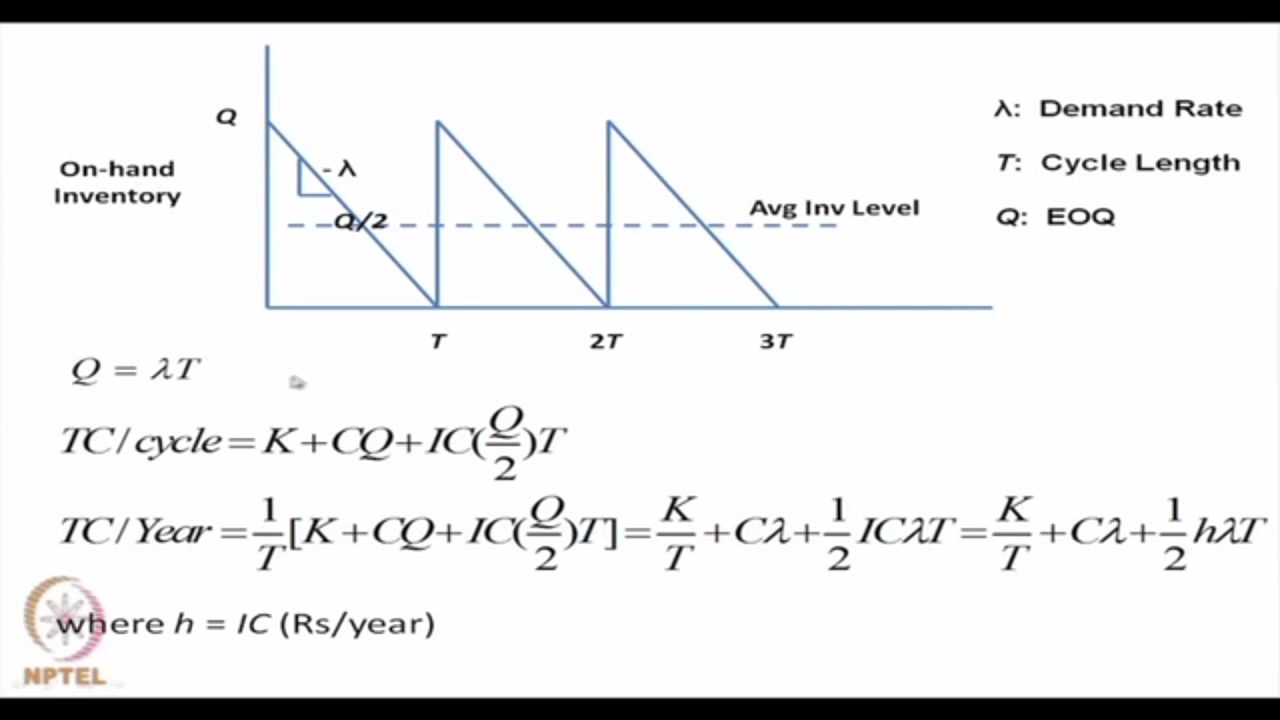 Q
On-hand
Inventory
- λ
Q/2
Avg Inv Level
T
2T
3T
λ: Demand Rate
T: Cycle Length
Q: EOQ
Q = λT
TC / cycle = K + CQ + IC(Q/2)T
TC / Year = 1/T [K + CQ + IC(Q/2)T] = K/T + Cλ + 1/2 ICλT = K/T + Cλ + 1/2 hλT
where h = IC (Rs/year)
NPTEL